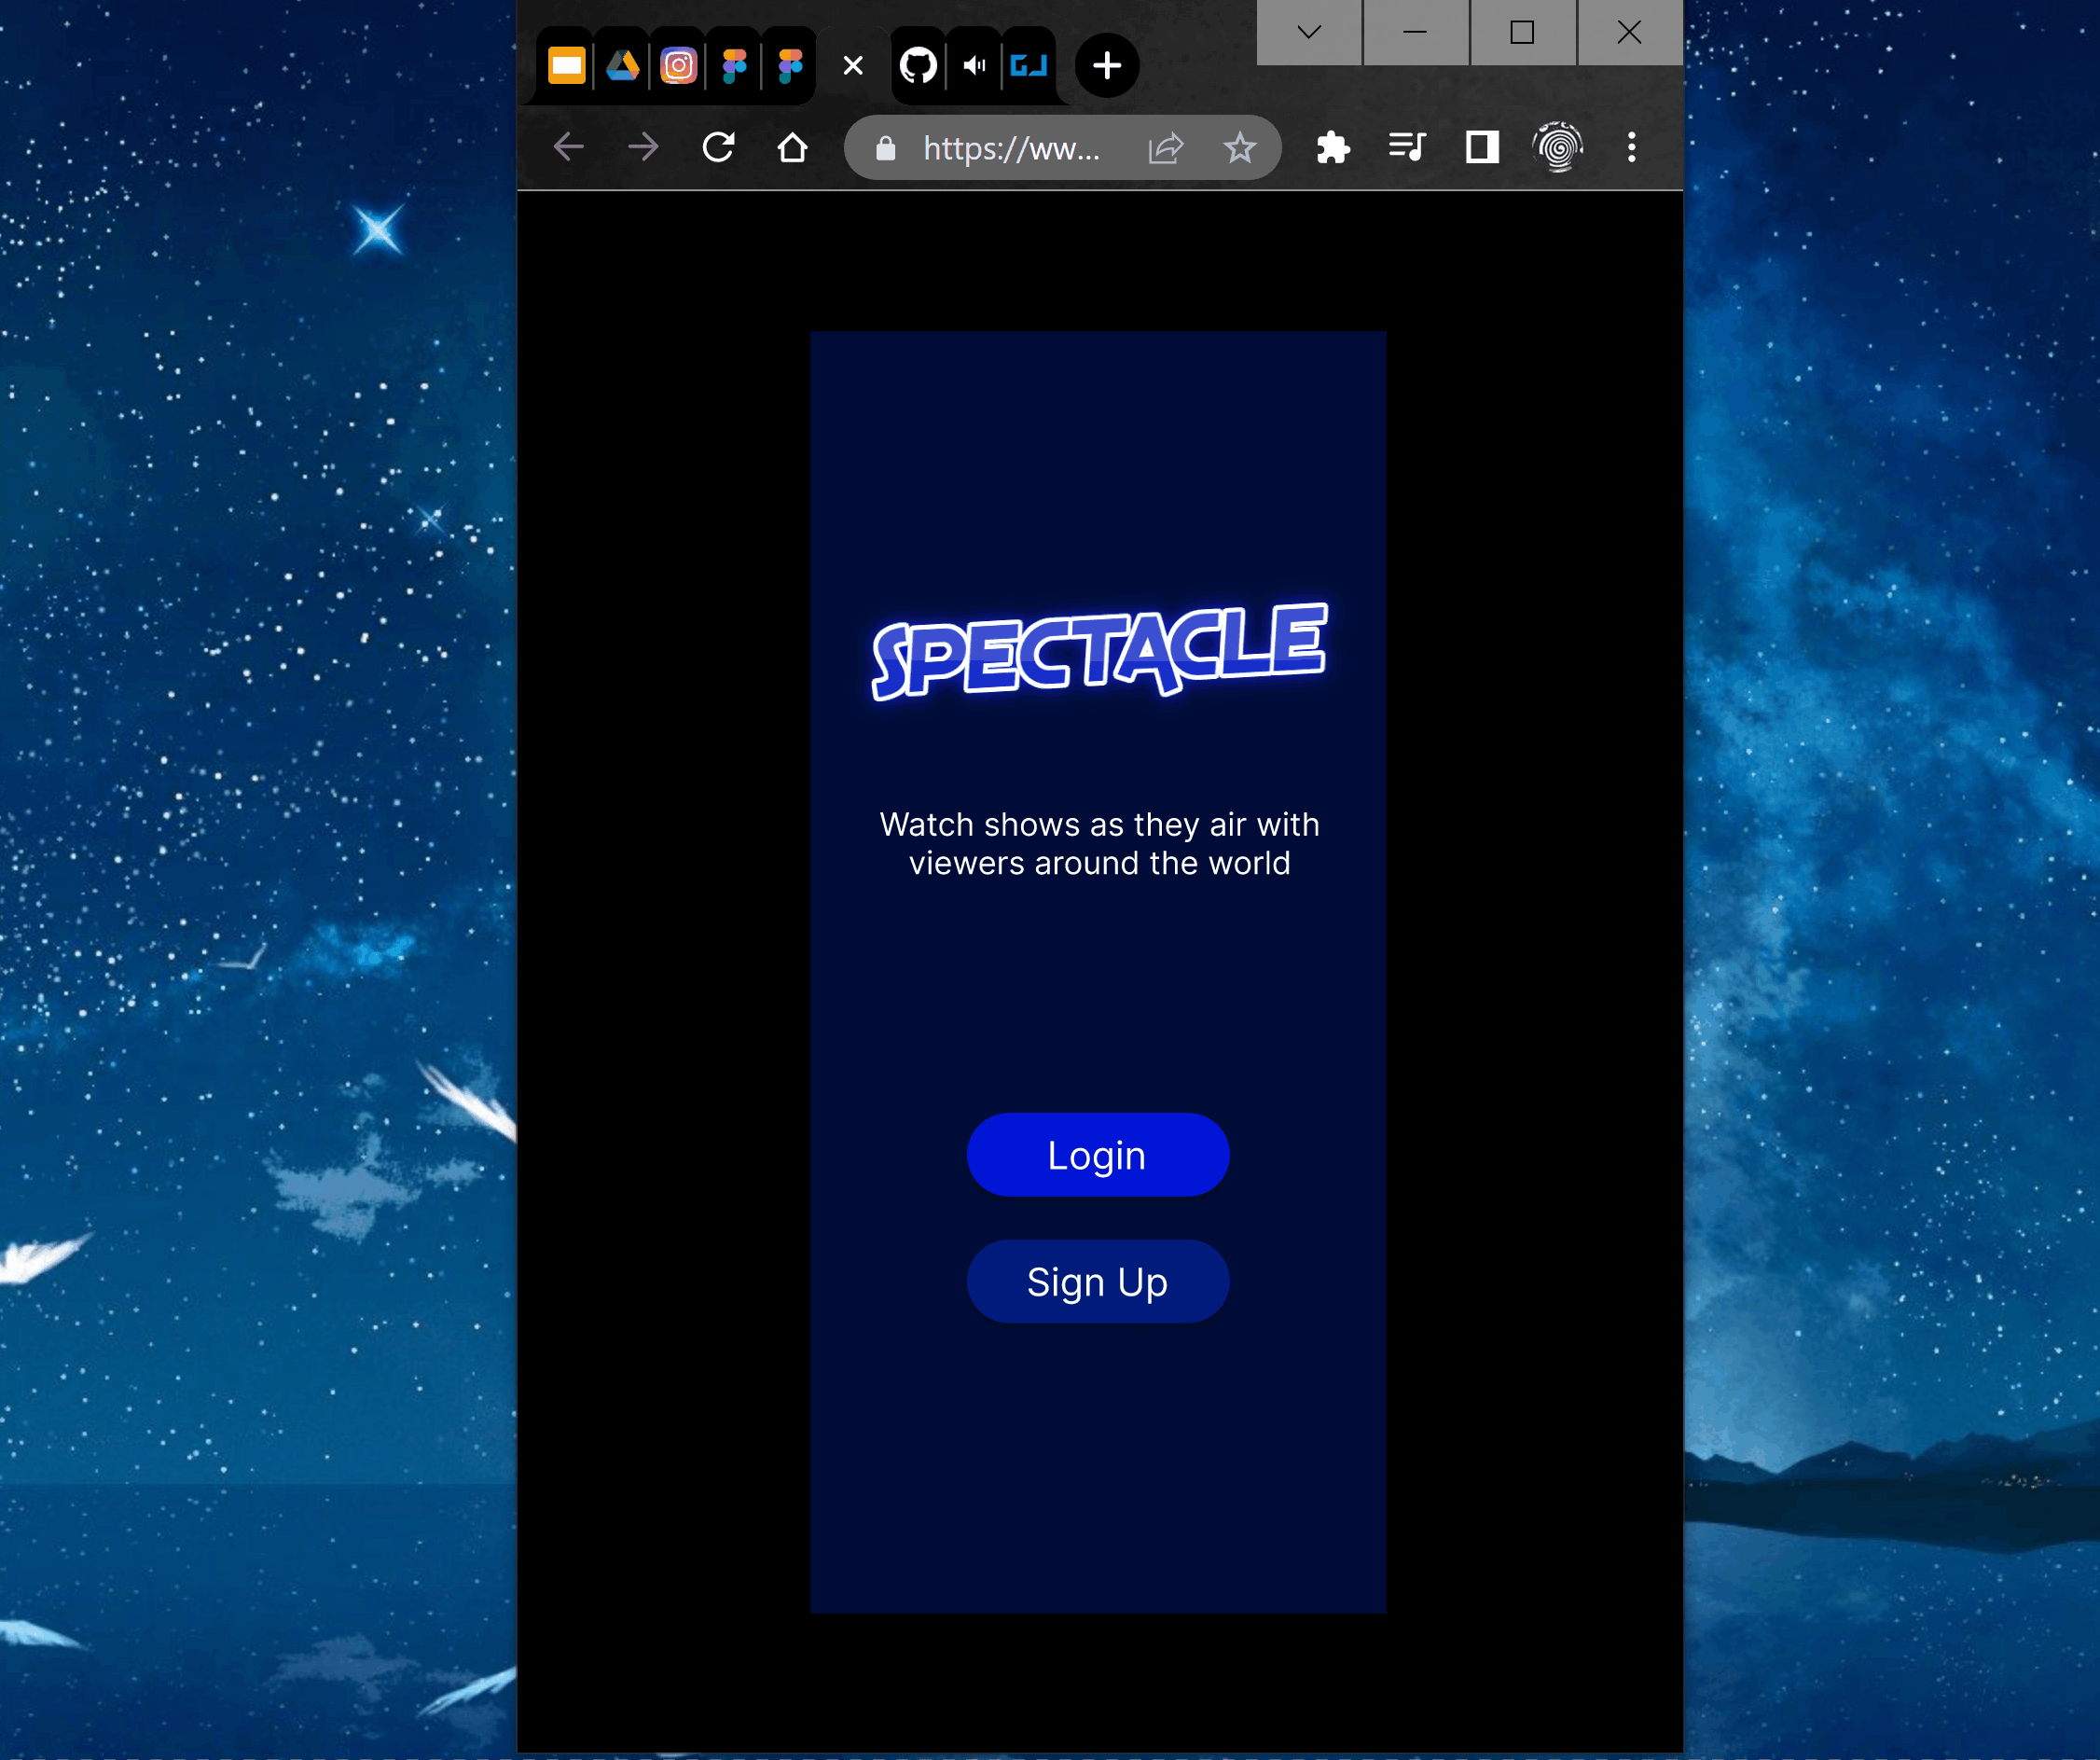 https://ww...
SPECTACLE
Watch shows as they air with
viewers around the world
Login
Sign Up